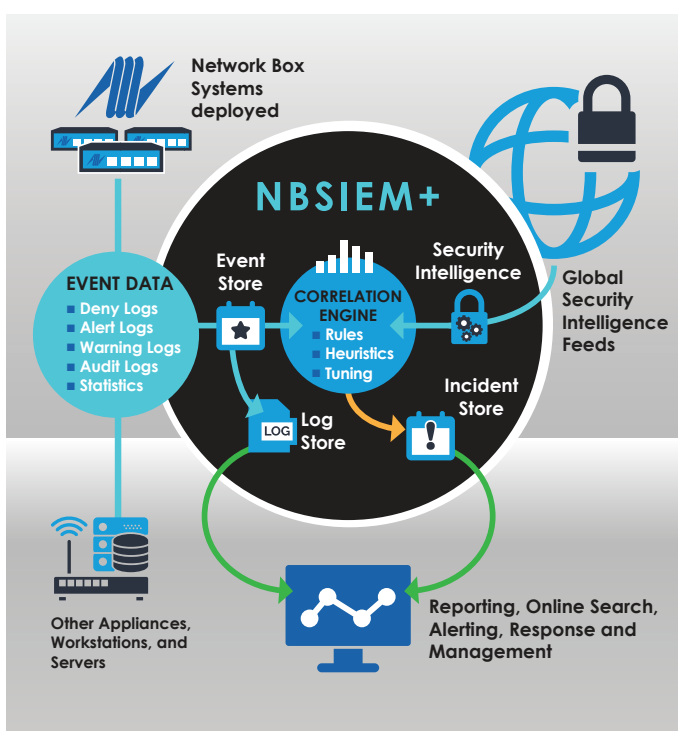 Network Box
Systems
deployed
NBSIEM+
EVENT DATA
Deny Logs
Alert Logs
Warning Logs
Audit Logs
Statistics
Event
Store
CORRELATION
ENGINE
Rules
Heuristics
Tuning
Security
Intelligence
Global
Security
Intelligence
Feeds
LOG
Log
Store
Incident
Store
Other Appliances,
Workstations, and
Servers
Reporting, Online Search,
Alerting, Response and
Management